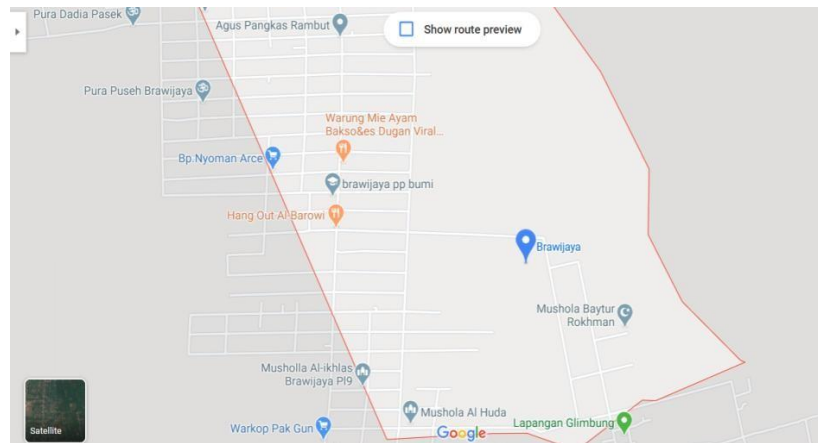 Pura Dadia Pasek
Agus Pangkas Rambut
Show route preview
Pura Puseh Brawijaya
Warung Mie Ayam
Bakso&es Dugan Viral...
Bp.Nyoman Arce
brawijaya pp bumi
Hang Out Al Barowi
Brawijaya
Mushola Baytur
Rokhman
Musholla Al-ikhlas
Brawijaya Pl9
Mushola Al Huda
Lapangan Glimbung
Warkop Pak Gun
Google
Satellite